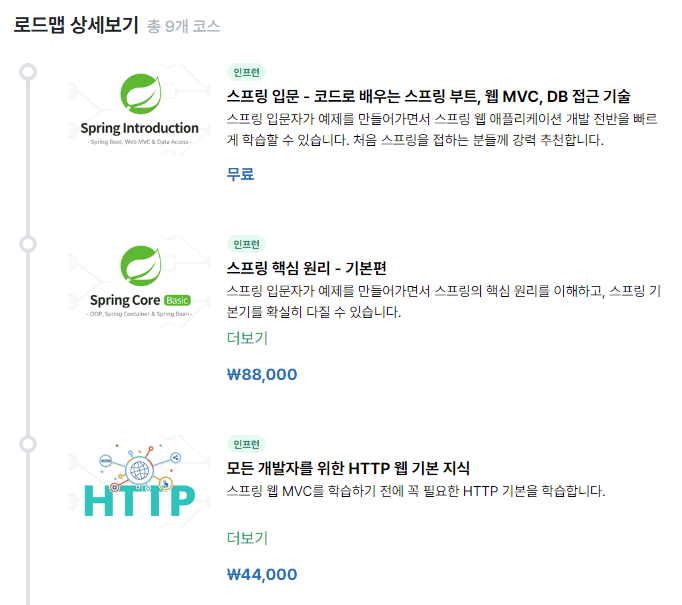 로드맵 상세보기 총 9개 코스
인프런
스프링 입문 - 코드로 배우는 스프링 부트, 웹 MVC, DB 접근 기술
스프링 입문자가 예제를 만들어가면서 스프링 웹 애플리케이션 개발 전반을 빠르
게 학습할 수 있습니다. 처음 스프링을 접하는 분들께 강력 추천합니다.
무료
Spring Introduction
- Spring Boot, Web MVC & Data Access -
인프런
스프링 핵심 원리 - 기본편
스프링 입문자가 예제를 만들어가면서 스프링의 핵심 원리를 이해하고, 스프링 기
본기를 확실히 다질 수 있습니다.
더보기
₩88,000
Spring Core Basic
- OOP, Spring Container & Spring Bean -
인프런
모든 개발자를 위한 HTTP 웹 기본 지식
스프링 웹 MVC를 학습하기 전에 꼭 필요한 HTTP 기본을 학습합니다.
더보기
₩44,000
HTTP